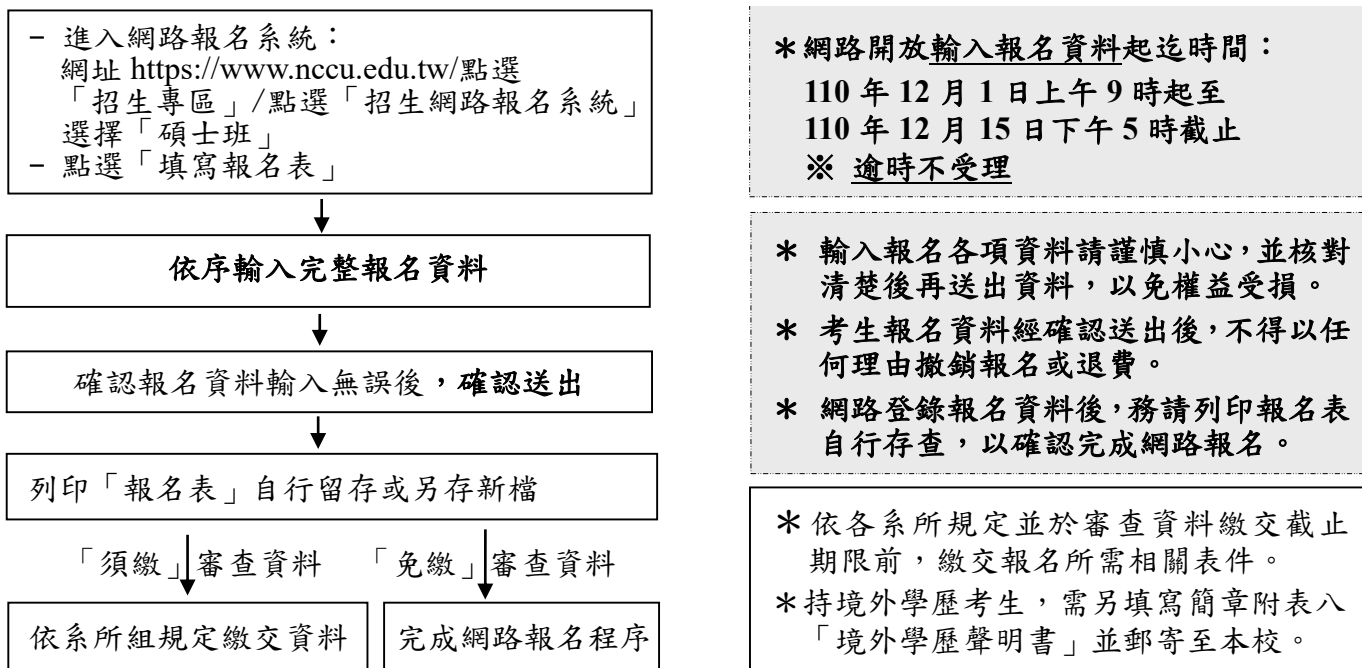 – 進入網路報名系統：
網址 https://www.nccu.edu.tw/點選
「招生專區」/點選「招生網路報名系統」
選擇「碩士班」
– 點選「填寫報名表」
依序輸入完整報名資料
確認報名資料輸入無誤後，確認送出
列印「報名表」自行留存或另存新檔
「須繳」審查資料
「免繳」審查資料
依系所組規定繳交資料
完成網路報名程序
＊網路開放輸入報名資料起迄時間：
110 年 12 月 1 日上午 9 時起至
110 年 12 月 15 日下午 5 時截止
※ 逾時不受理
＊ 輸入報名各項資料請謹慎小心，並核對
清楚後再送出資料，以免權益受損。
＊ 考生報名資料經確認送出後，不得以任
何理由撤銷報名或退費。
＊ 網路登錄報名資料後，務請列印報名表
自行存查，以確認完成網路報名。
＊依各系所規定並於審查資料繳交截止
期限前，繳交報名所需相關表件。
＊持境外學歷考生，需另填寫簡章附表八
「境外學歷聲明書」並郵寄至本校。